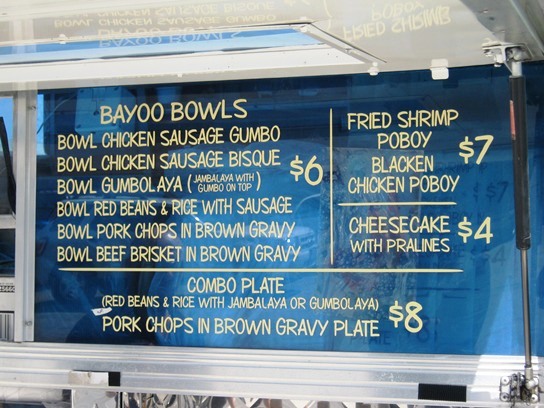 BAYOO BOWLS
BOWL CHICKEN SAUSAGE GUMBO
BOWL CHICKEN SAUSAGE BISQUE
BOWL GUMBOLAYA (JAMBALAYA WITH
GUMBO ON TOP)
$6
BOWL RED BEANS & RICE WITH SAUSAGE
BOWL PORK CHOPS IN BROWN GRAVY
BOWL BEEF BRISKET IN BROWN GRAVY
FRIED SHRIMP
POBOY
$7
BLACKEN
CHICKEN POBOY
CHEESECAKE
$4
WITH PRALINES
COMBO PLATE
(RED BEANS & RICE WITH JAMBALAYA OR GUMBOLAYA)
$8
PORK CHOPS IN BROWN GRAVY PLATE